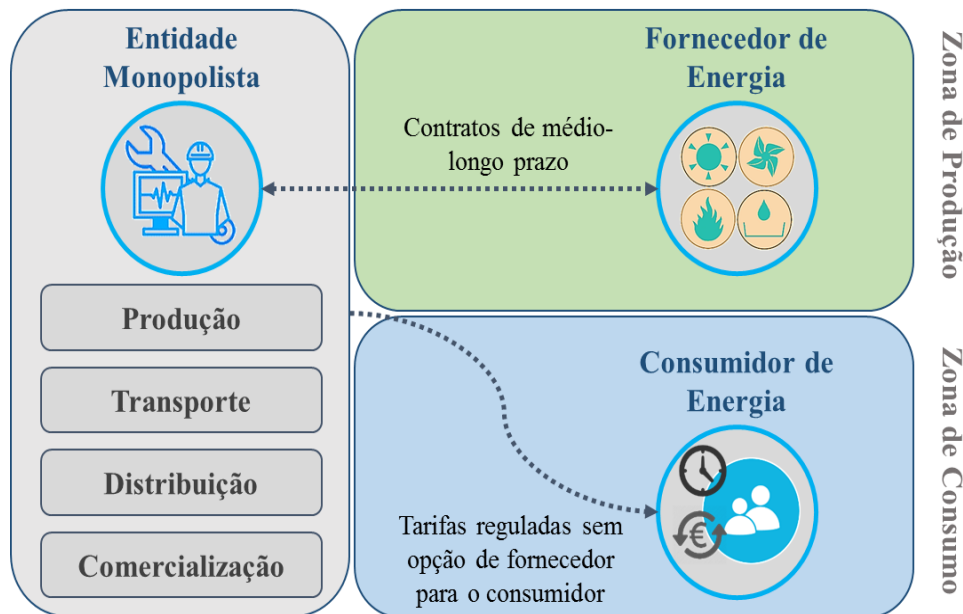 Entidade
Monopolista
Produção
Transporte
Distribuição
Comercialização
Fornecedor de
Energia
Contratos de médio-
longo prazo
Zona de Produção
Consumidor de
Energia
€
Tarifas reguladas sem
opção de fornecedor
para o consumidor
Zona de Consumo